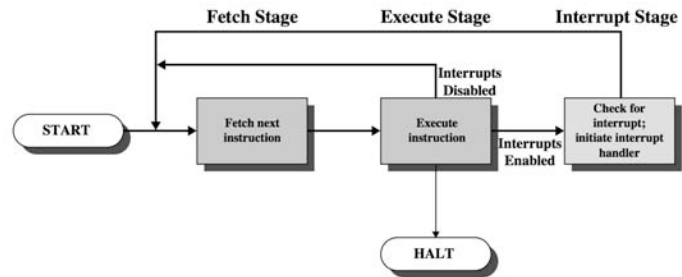 Fetch Stage
Execute Stage
Interrupt Stage
Interrupts
Disabled
START
Fetch next
instruction
Execute
instruction
Interrupts
Enabled
Check for
interrupt;
initiate interrupt
handler
HALT